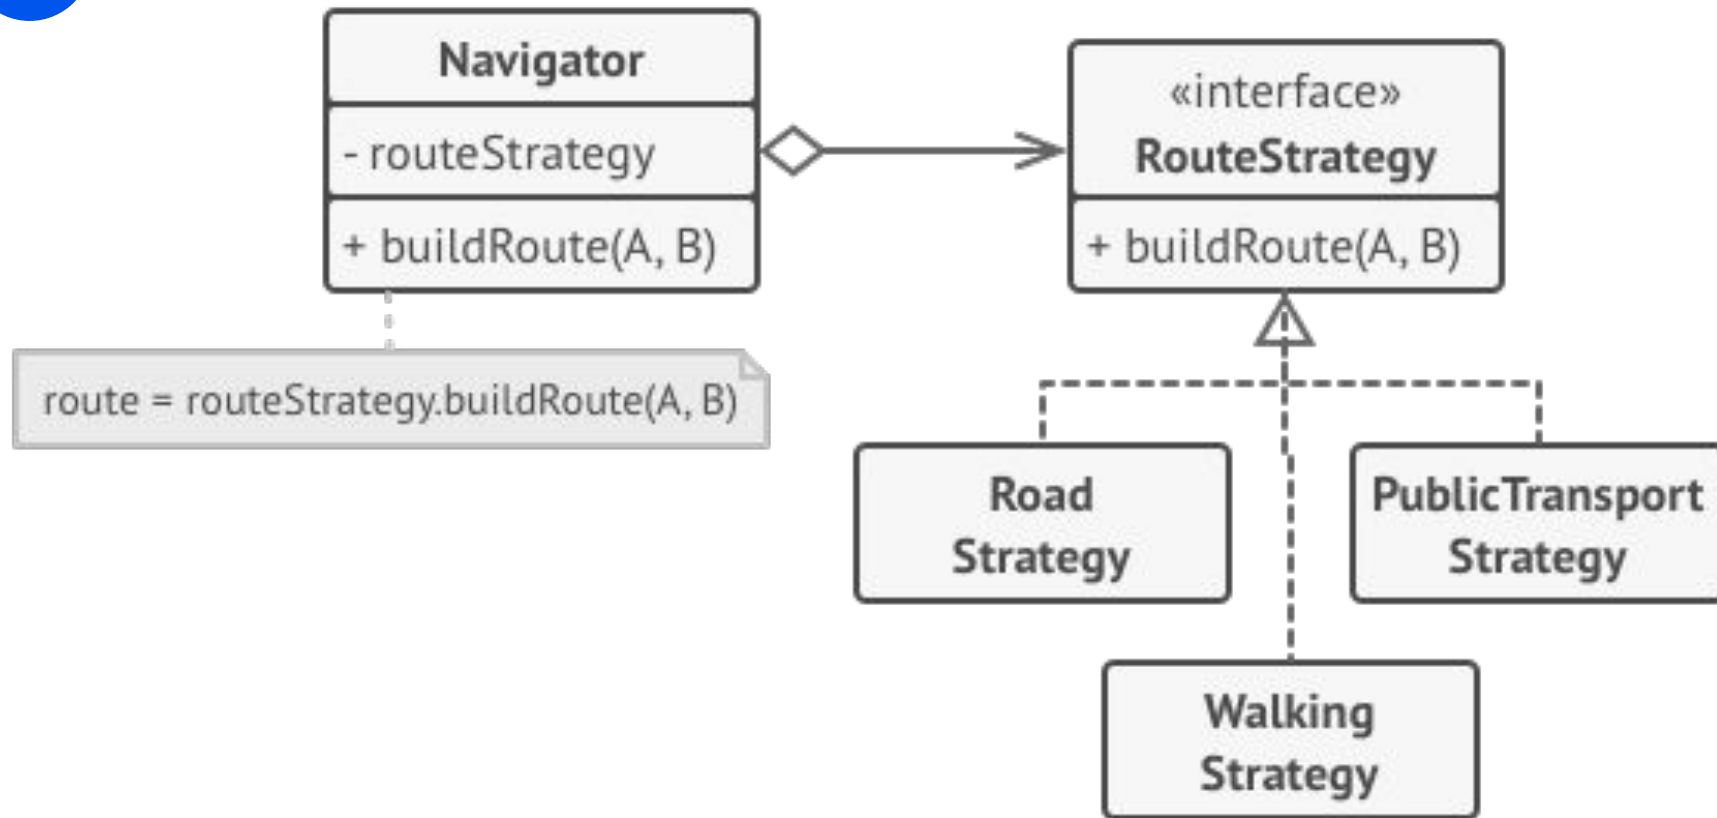 Navigator
- routeStrategy
+ buildRoute(A, B)
route = routeStrategy.buildRoute(A, B)
«interface»
RouteStrategy
+ buildRoute(A, B)
Road
Strategy
PublicTransport
Strategy
Walking
Strategy